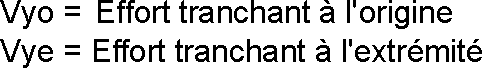 Vyo = Effort tranchant à l'origine
Vye = Effort tranchant à l'extrémité